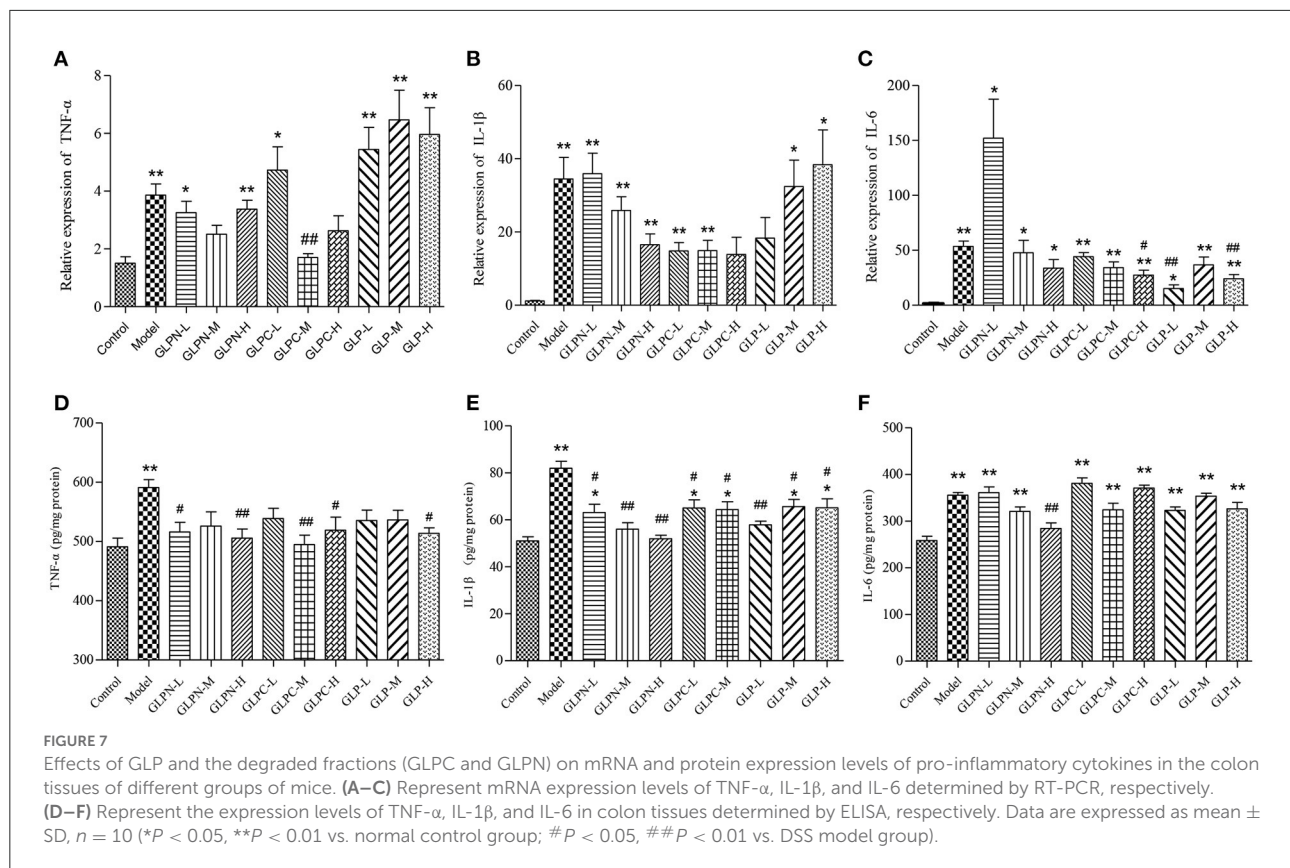 A
Relative expression of TNF-α
8
6
4
2
0
** * ** * ## ** ** **
Control Model GLPN-L GLPN-M GLPN-H GLPC-L GLPC-M GLPC-H GLP-L GLP-M GLP-H
B
Relative expression of IL-1β
60
40
20
0
** ** ** ** ** ** * *
Control Model GLPN-L GLPN-M GLPN-H GLPC-L GLPC-M GLPC-H GLP-L GLP-M GLP-H
C
Relative expression of IL-6
200
150
100
50
0
** * * * ** ** # ** ## * ** ## **
Control Model GLPN-L GLPN-M GLPN-H GLPC-L GLPC-M GLPC-H GLP-L GLP-M GLP-H
D
TNF-α (pg/mg protein)
700
600
500
400
300
** # ## ## # #
Control Model GLPN-L GLPN-M GLPN-H GLPC-L GLPC-M GLPC-H GLP-L GLP-M GLP-H
E
IL-1β (pg/mg protein)
100
80
60
40
20
0
** # * ## ## # * # * ## # * # *
Control Model GLPN-L GLPN-M GLPN-H GLPC-L GLPC-M GLP-L GLP-M GLP-H
F
IL-6 (pg/mg protein)
500
400
300
200
100
0
** ** ** ## ** ** ** ** ** **
Control Model GLPN-L GLPN-M GLPN-H GLPC-L GLPC-M GLPC-H GLP-L GLP-M GLP-H
FIGURE 7
Effects of GLP and the degraded fractions (GLPC and GLPN) on mRNA and protein expression levels of pro-inflammatory cytokines in the colon
tissues of different groups of mice. (A–C) Represent mRNA expression levels of TNF-α, IL-1β, and IL-6 determined by RT-PCR, respectively.
(D–F) Represent the expression levels of TNF-α, IL-1β, and IL-6 in colon tissues determined by ELISA, respectively. Data are expressed as mean ±
SD, n = 10 (*P < 0.05, **P < 0.01 vs. normal control group; #P < 0.05, ##P < 0.01 vs. DSS model group).